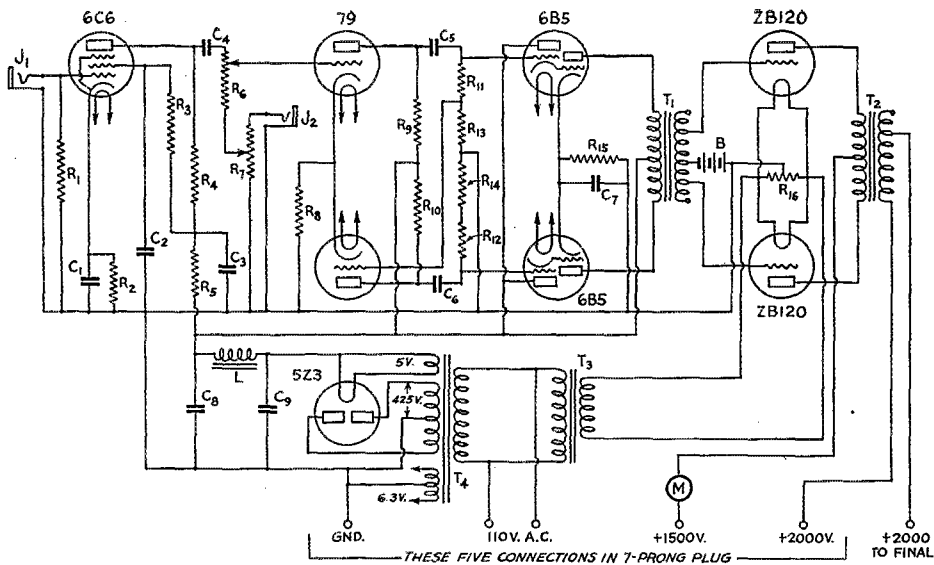 6C6
79
6B5
ZB120
J1
C4
C5
R6
J2
R3
R11
R9
R13
T1
T2
B
R15
R1
R4
R7
R14
R16
C7
R8
R10
R12
C2
C1
R2
C3
R5
C6
6B5
ZB120
5V.
L
5Z3
T3
425V.
C8
C9
T4
6.3V.
M
GND.
110V. A.C.
+1500V.
+2000V.
+2000
TO FINAL
THESE FIVE CONNECTIONS IN 7-PRONG PLUG